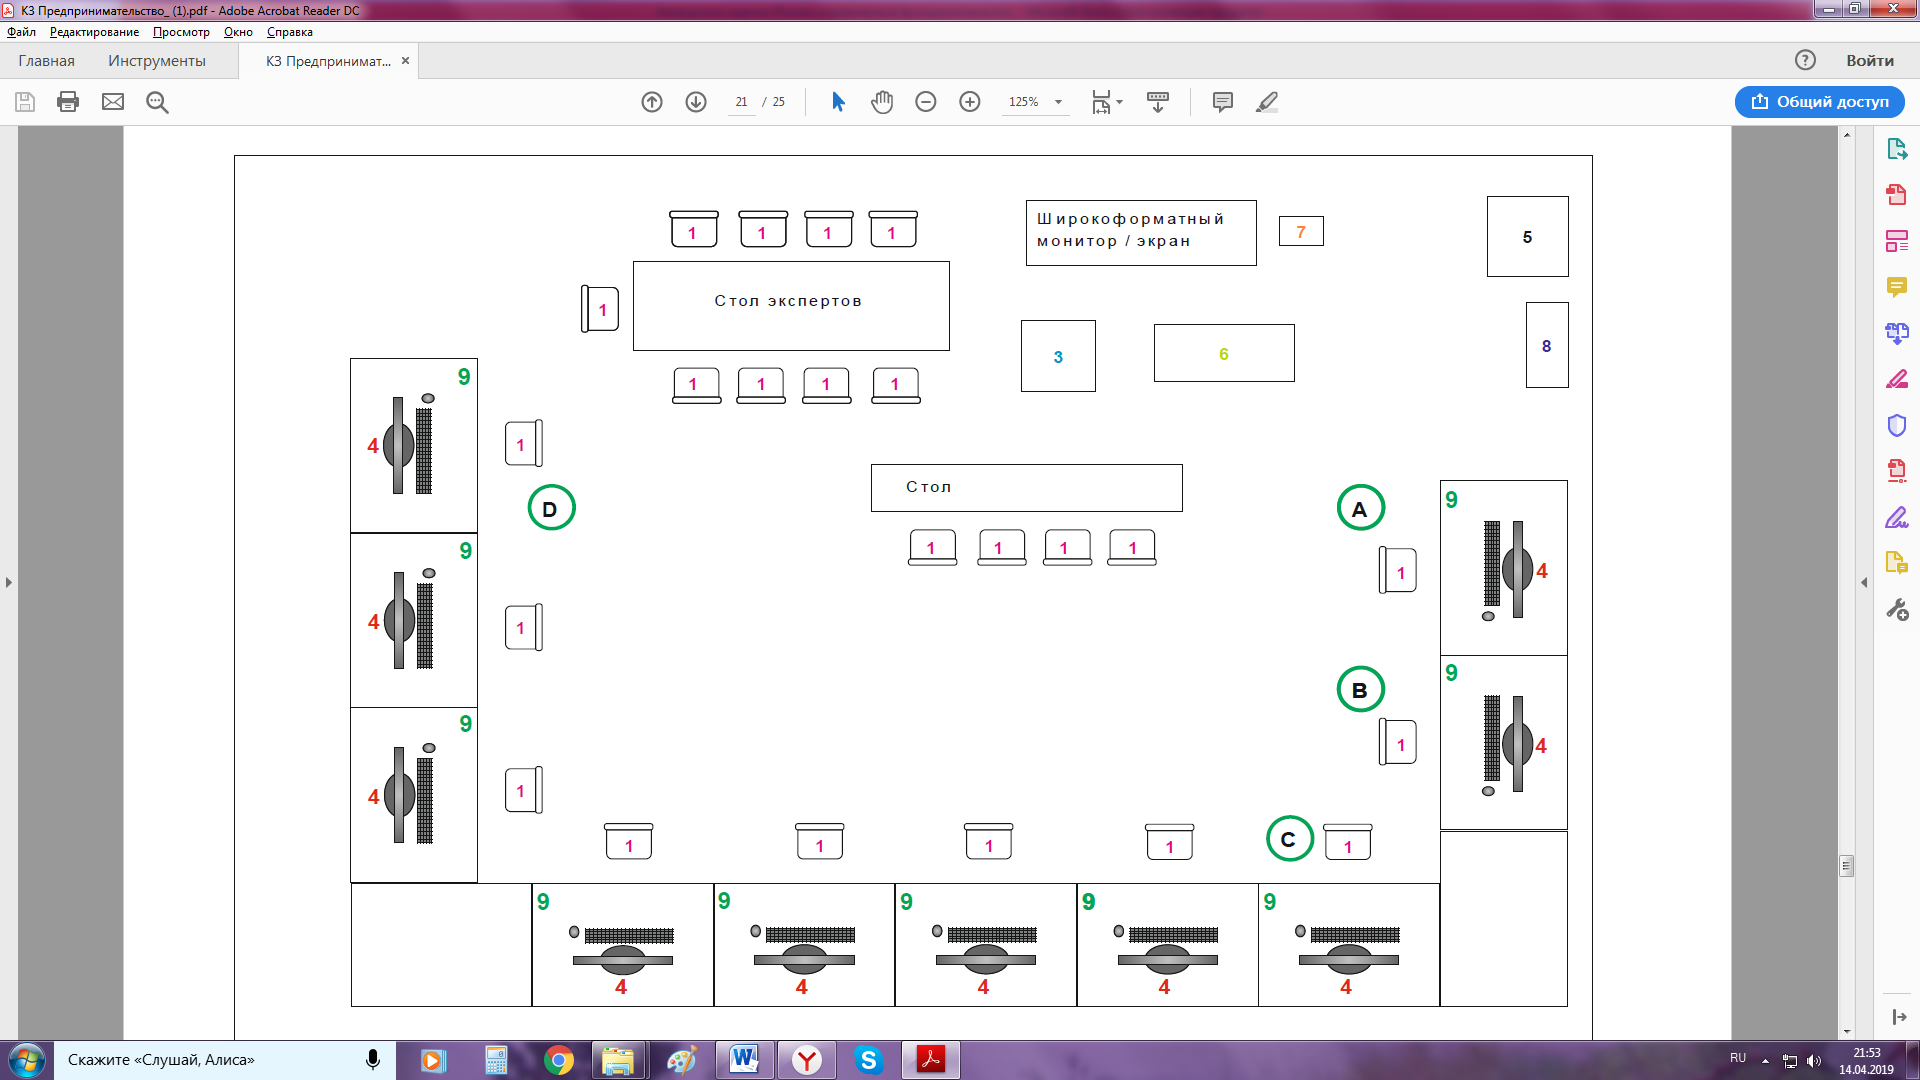 КЗ Предпринимательство_ (1).pdf - Adobe Acrobat Reader DC
Файл Редактирование Просмотр Окно Справка
Главная Инструменты КЗ Предпринимат... × Войти
21 / 25 125% Общий доступ
1 1 1 1
Широкоформатный
монитор / экран
7
5
Стол экспертов
1
3
6
8
1 1 1 1
9
4
1
D
Стол
1 1 1 1
A
9
1
4
9
4
1
B
9
1
4
9
4
1
1 1 1 1 C 1
9 9 9 9 9
4 4 4 4 4
Скажите «Слушай, Алиса»
RU
21:53
14.04.2019